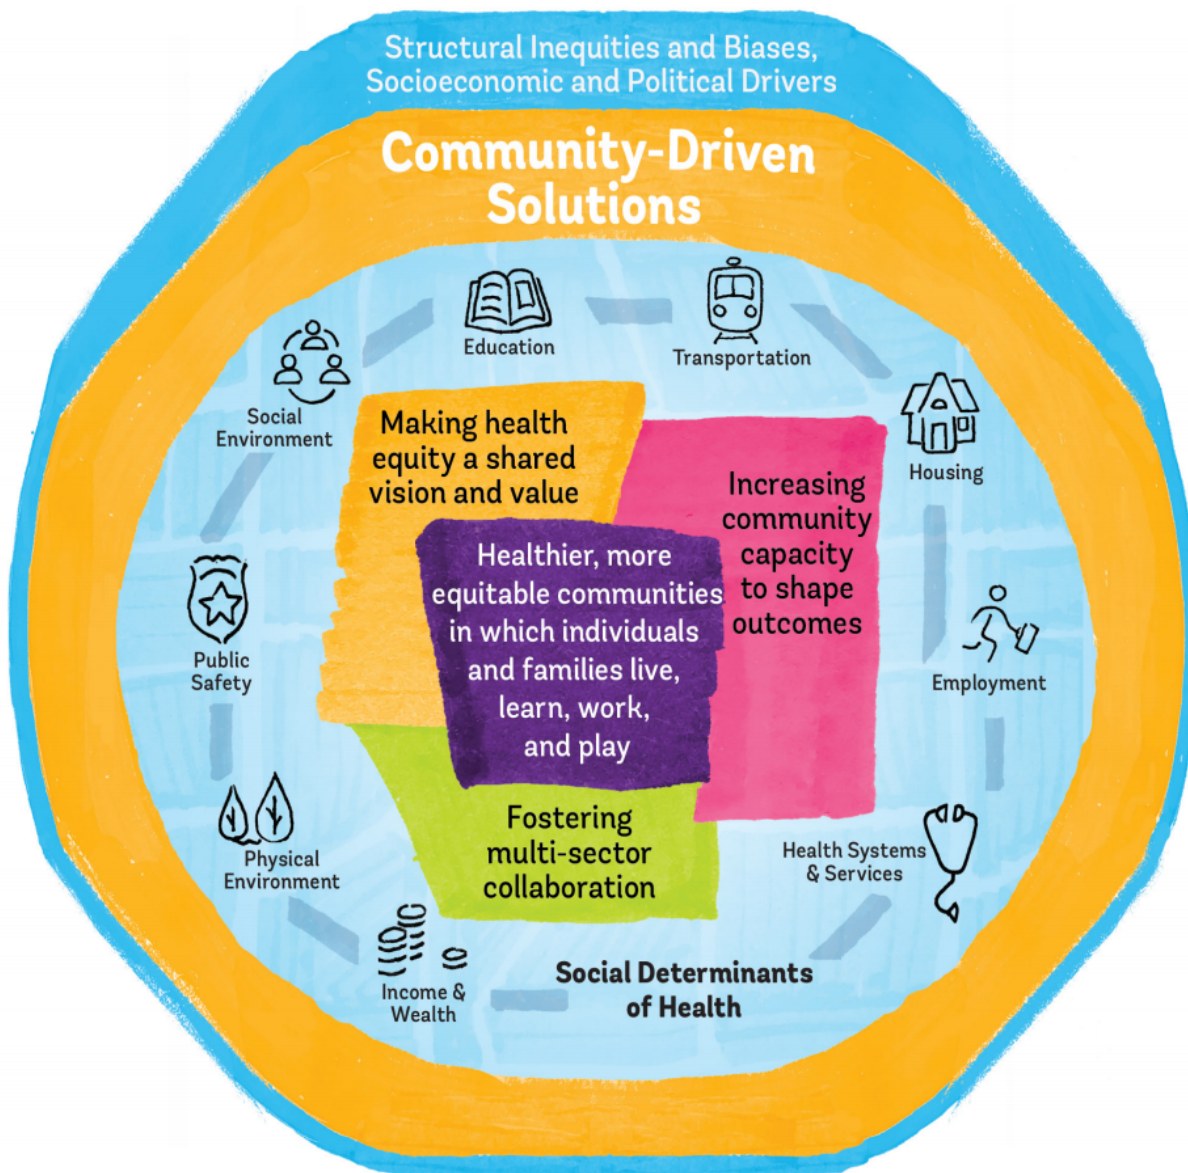 Structural Inequities and Biases,
Socioeconomic and Political Drivers
Community-Driven
Solutions
Education
Transportation
Social
Environment
Housing
Making health
equity a shared
vision and value
Increasing
community
capacity
to shape
outcomes
Healthier, more
equitable communities
in which individuals
and families live,
learn, work,
and play
Public
Safety
Employment
Physical
Environment
Fostering
multi-sector
collaboration
Health Systems
& Services
Income &
Wealth
Social Determinants
of Health